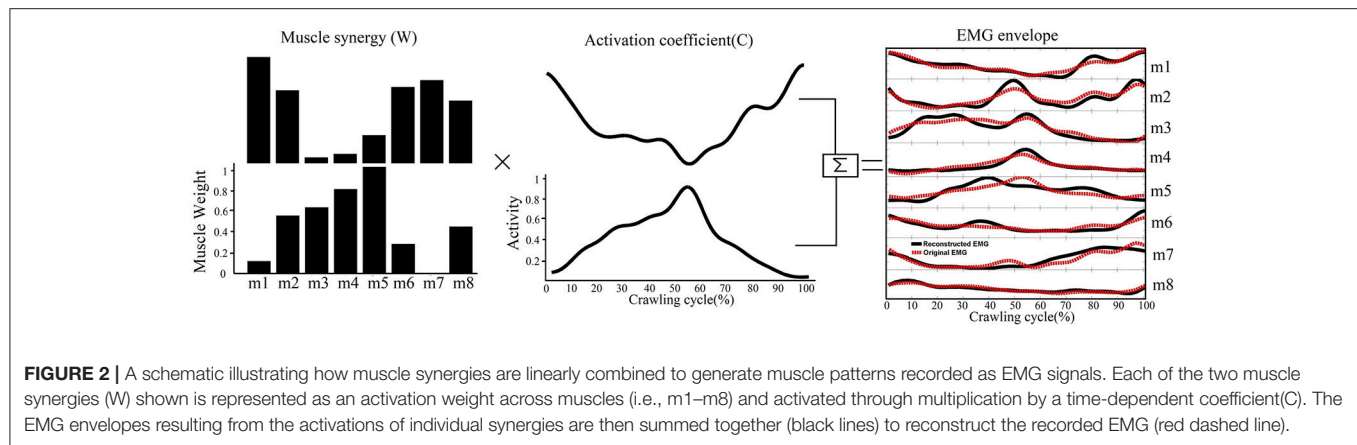 Muscle synergy (W)
Activation coefficient(C)
EMG envelope
Muscle Weight
1
0.8
0.6
0.4
0.2
0
m1 m2 m3 m4 m5 m6 m7 m8
×
Activity
1
0.8
0.6
0.4
0.2
0 10 20 30 40 50 60 70 80 90 100
Crawling cycle(%)
Σ
=
m1
m2
m3
m4
m5
m6
m7
m8
Reconstructed EMG
Original EMG
0 10 20 30 40 50 60 70 80 90 100
Crawling cycle(%)
FIGURE 2 | A schematic illustrating how muscle synergies are linearly combined to generate muscle patterns recorded as EMG signals. Each of the two muscle
synergies (W) shown is represented as an activation weight across muscles (i.e., m1–m8) and activated through multiplication by a time-dependent coefficient(C). The
EMG envelopes resulting from the activations of individual synergies are then summed together (black lines) to reconstruct the recorded EMG (red dashed line).